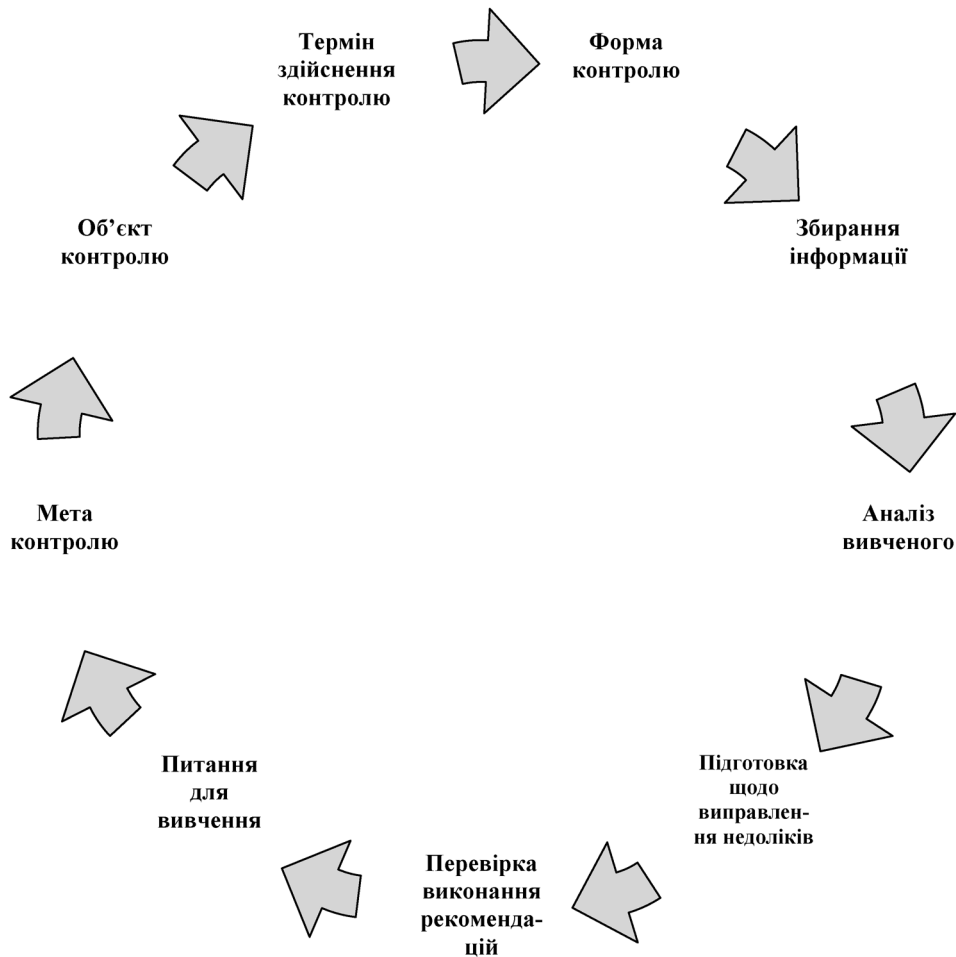 Термін
здійснення
контролю
Форма
контролю
Збирання
інформації
Аналіз
вивченого
Підготовка
щодо
виправлен-
ня недоліків
Перевірка
виконання
рекоменда-
цій
Питання
для
вивчення
Мета
контролю
Об’єкт
контролю